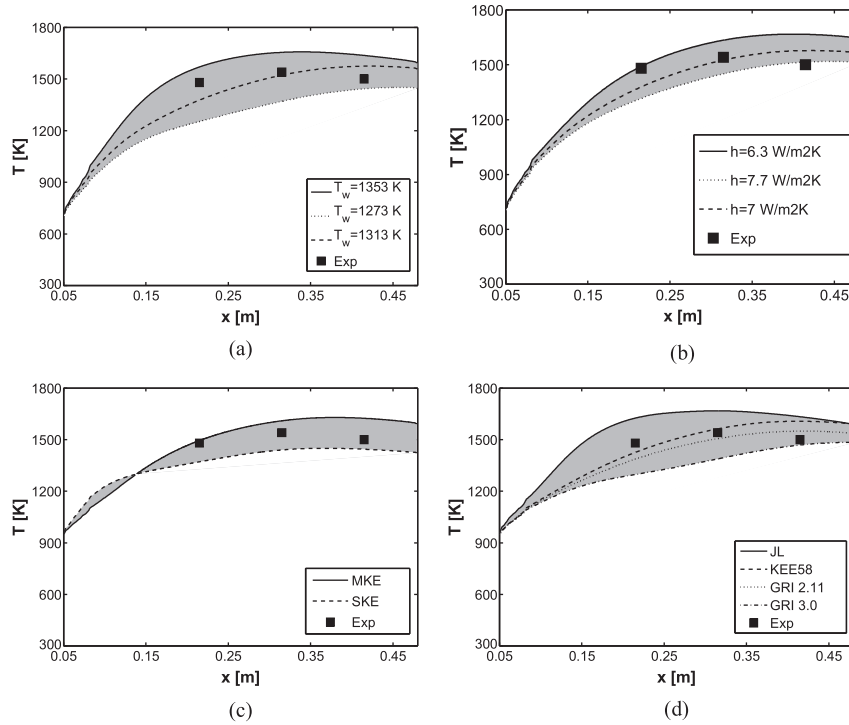 1800
1500
1200
900
600
300
T [K]
T_w=1353 K
T_w=1273 K
T_w=1313 K
Exp
0.05 0.15 0.25 0.35 0.45
x [m]
(a)
1800
1500
1200
900
600
300
T [K]
h=6.3 W/m2K
h=7.7 W/m2K
h=7 W/m2K
Exp
0.05 0.15 0.25 0.35 0.45
x [m]
(b)
1800
1500
1200
900
600
300
T [K]
MKE
SKE
Exp
0.05 0.15 0.25 0.35 0.45
x [m]
(c)
1800
1500
1200
900
600
300
T [K]
JL
KEE58
GRI 2.11
GRI 3.0
Exp
0.05 0.15 0.25 0.35 0.45
x [m]
(d)